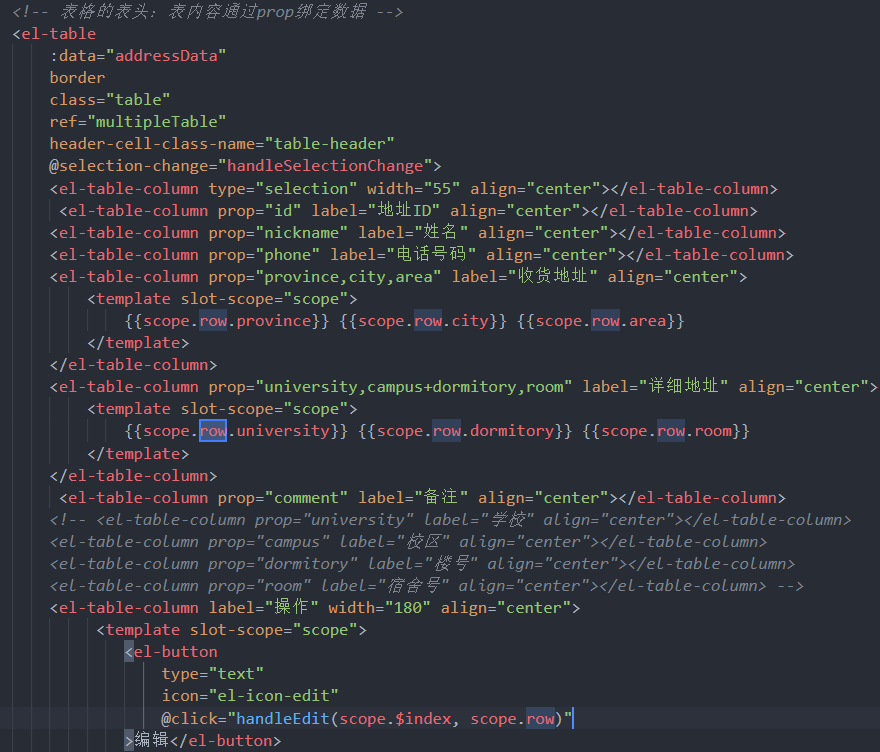 <!-- 表格的表头: 表内容通过prop绑定数据 -->
<el-table
:data="addressData"
border
class="table"
ref="multipleTable"
header-cell-class-name="table-header"
@selection-change="handleSelectionChange">
<el-table-column type="selection" width="55" align="center"></el-table-column>
<el-table-column prop="id" label="地址ID" align="center"></el-table-column>
<el-table-column prop="nickname" label="姓名" align="center"></el-table-column>
<el-table-column prop="phone" label="电话号码" align="center"></el-table-column>
<el-table-column prop="province,city,area" label="收货地址" align="center">
<template slot-scope="scope">
{{scope.row.province}} {{scope.row.city}} {{scope.row.area}}
</template>
</el-table-column>
<el-table-column prop="university,campus+dormitory,room" label="详细地址" align="center">
<template slot-scope="scope">
{{scope.row.university}} {{scope.row.dormitory}} {{scope.row.room}}
</template>
</el-table-column>
<el-table-column prop="comment" label="备注" align="center"></el-table-column>
<!-- <el-table-column prop="university" label="学校" align="center"></el-table-column>
<el-table-column prop="campus" label="校区" align="center"></el-table-column>
<el-table-column prop="dormitory" label="楼号" align="center"></el-table-column>
<el-table-column prop="room" label="宿舍号" align="center"></el-table-column> -->
<el-table-column label="操作" width="180" align="center">
<template slot-scope="scope">
<el-button
type="text"
icon="el-icon-edit"
@click="handleEdit(scope.$index, scope.row)"
>编辑</el-button>